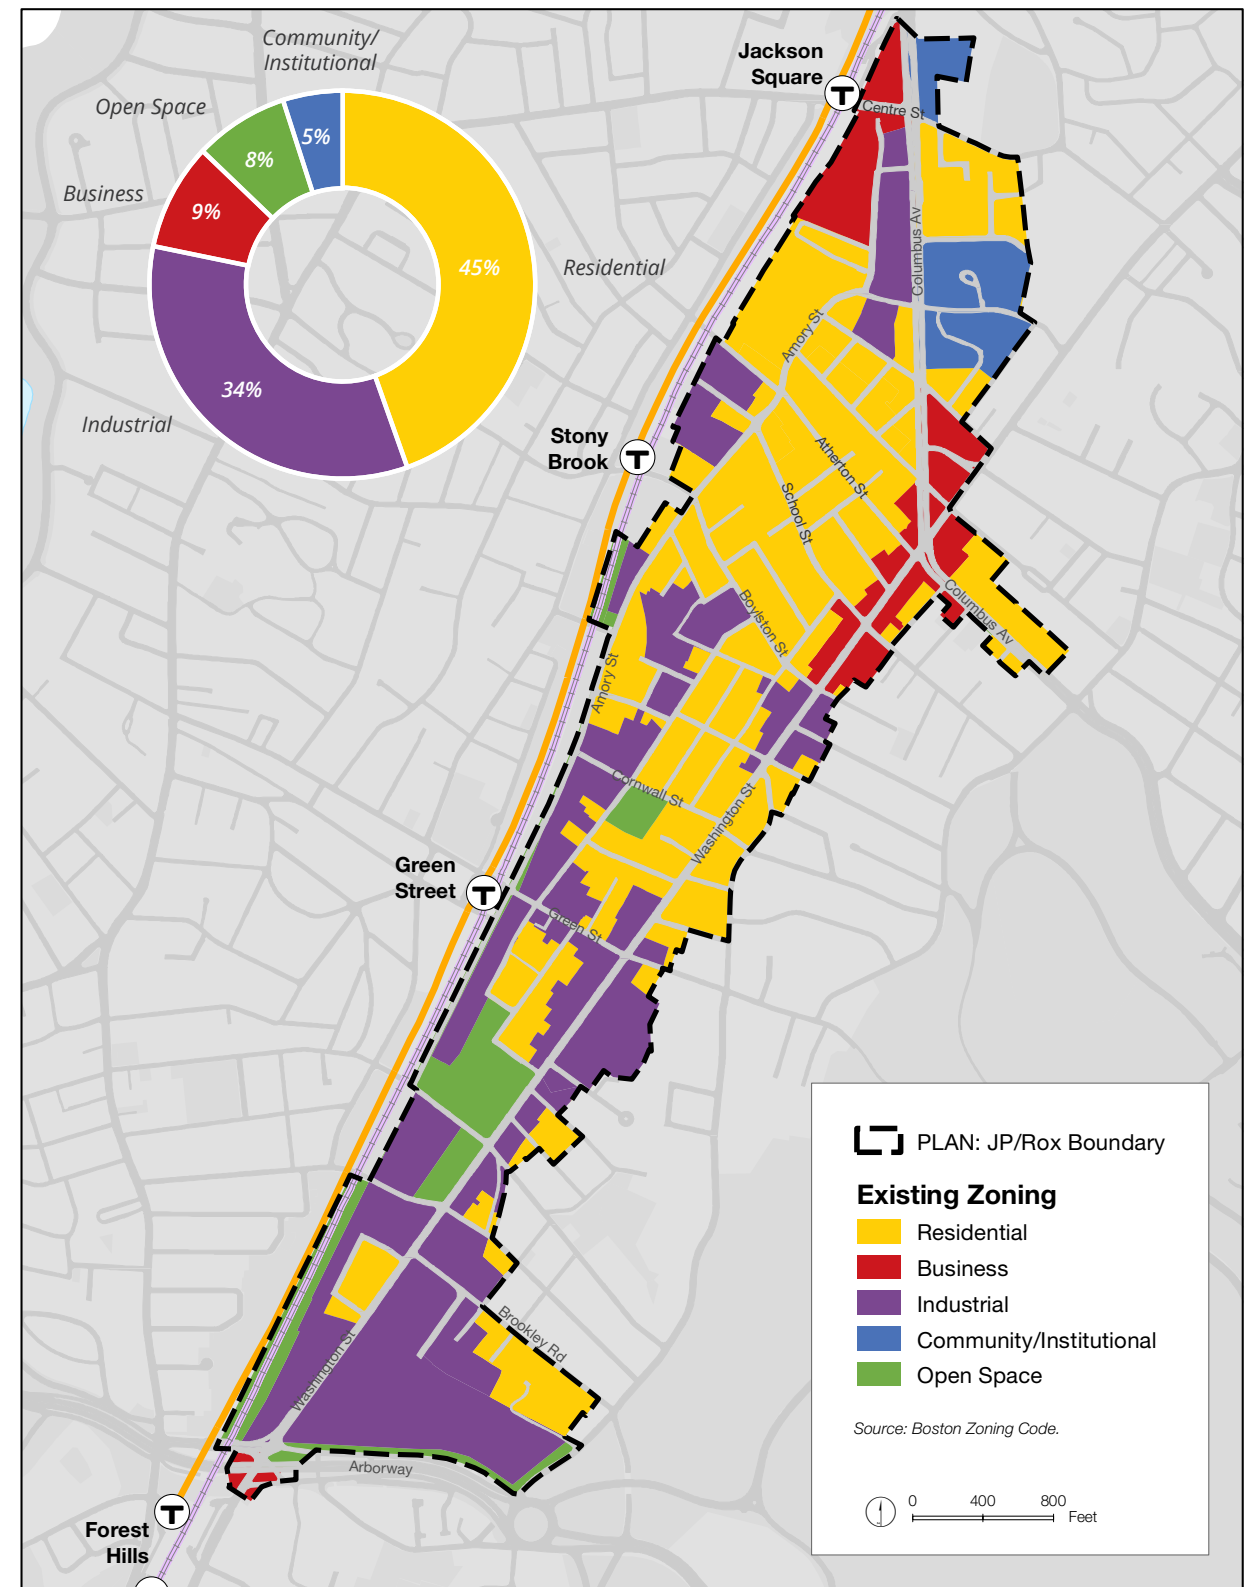 Community/
Institutional
Open Space
5%
8%
Business
9%
45%
Residential
34%
Industrial
Jackson
Square
T
Centre St
Columbus Av
Amory St
Stony
Brook
T
Atherton St
School St
Boylston St
Columbus Av
Amory St
Cornwall St
Washington St
Green
Street
T
Green St
Brookley Rd
Washington St
Arborway
T
Forest
Hills
PLAN: JP/Rox Boundary
Existing Zoning
Residential
Business
Industrial
Community/Institutional
Open Space
Source: Boston Zoning Code.
0 400 800
Feet